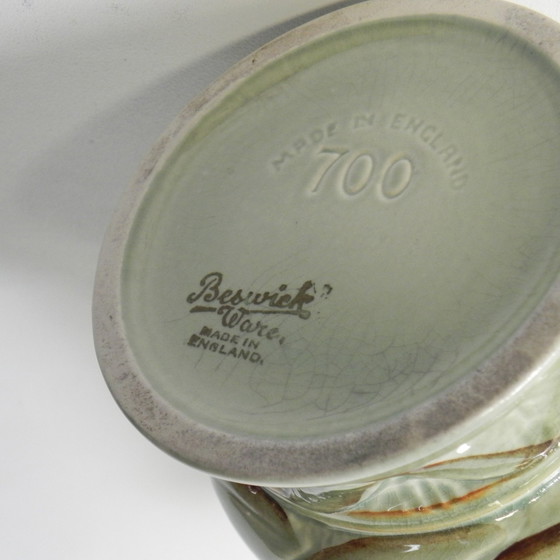 MADE IN ENGLAND
700
Beswick
Ware.
MADE IN
ENGLAND.